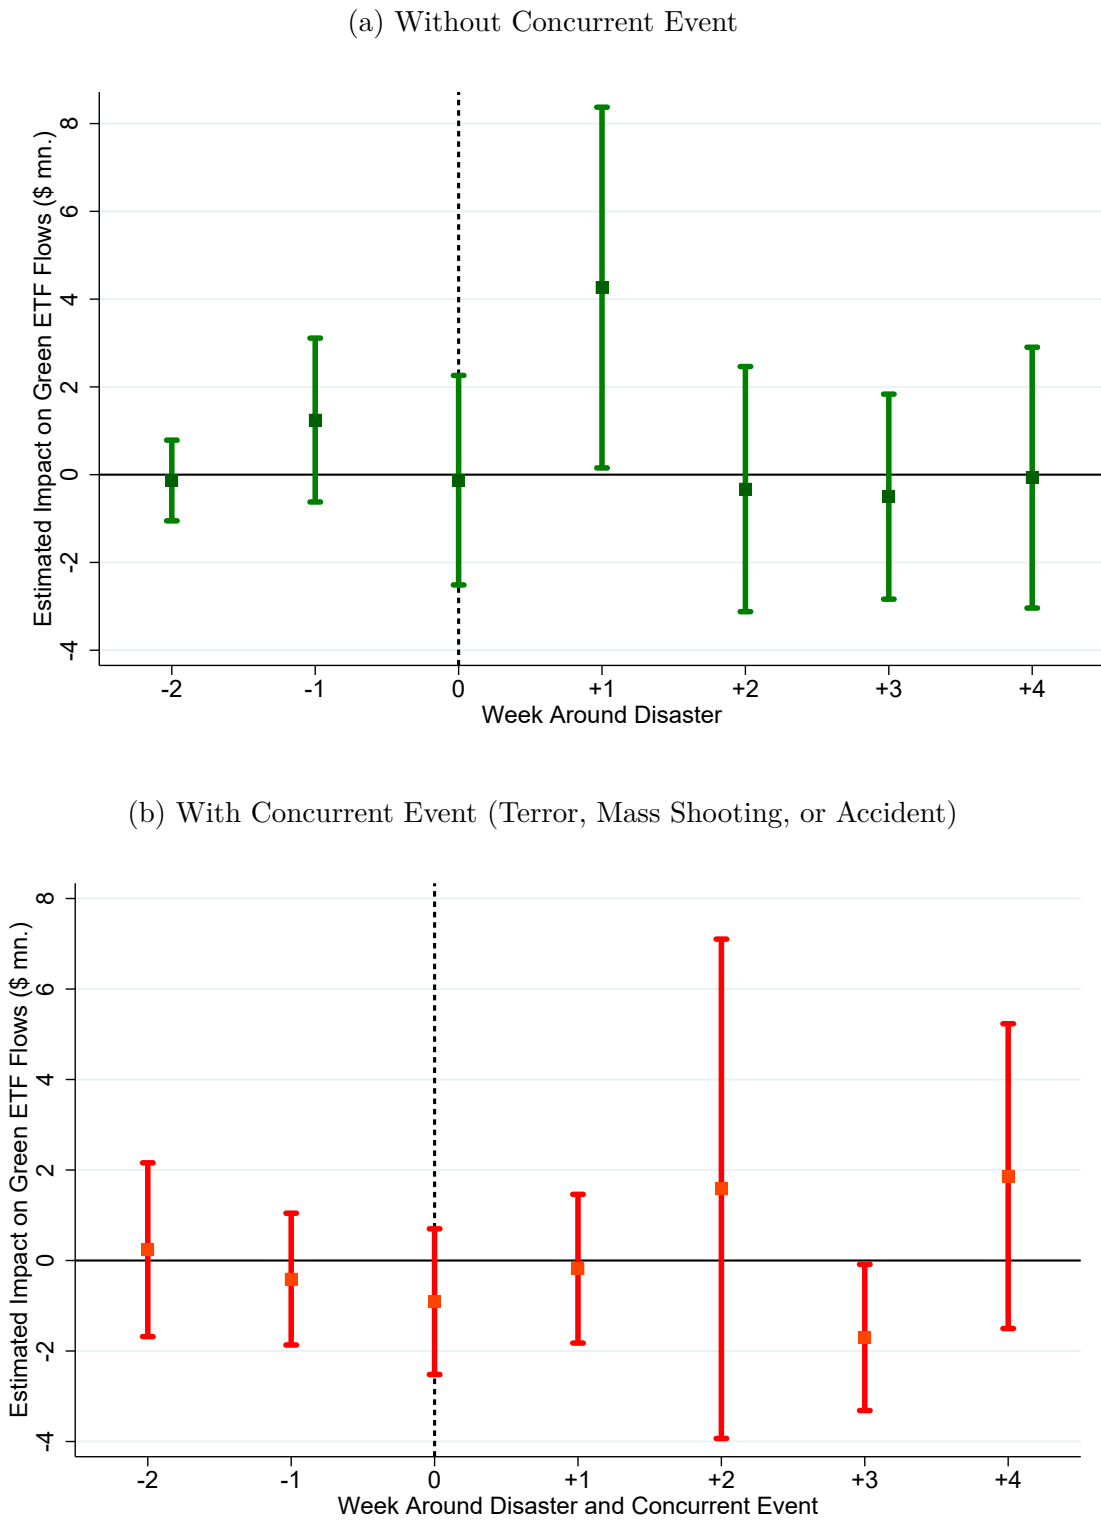 (a) Without Concurrent Event
Estimated Impact on Green ETF Flows ($ mn.)
8
6
4
2
0
-2
-4
-2 -1 0 +1 +2 +3 +4
Week Around Disaster
(b) With Concurrent Event (Terror, Mass Shooting, or Accident)
Estimated Impact on Green ETF Flows ($ mn.)
8
6
4
2
0
-2
-4
-2 -1 0 +1 +2 +3 +4
Week Around Disaster and Concurrent Event